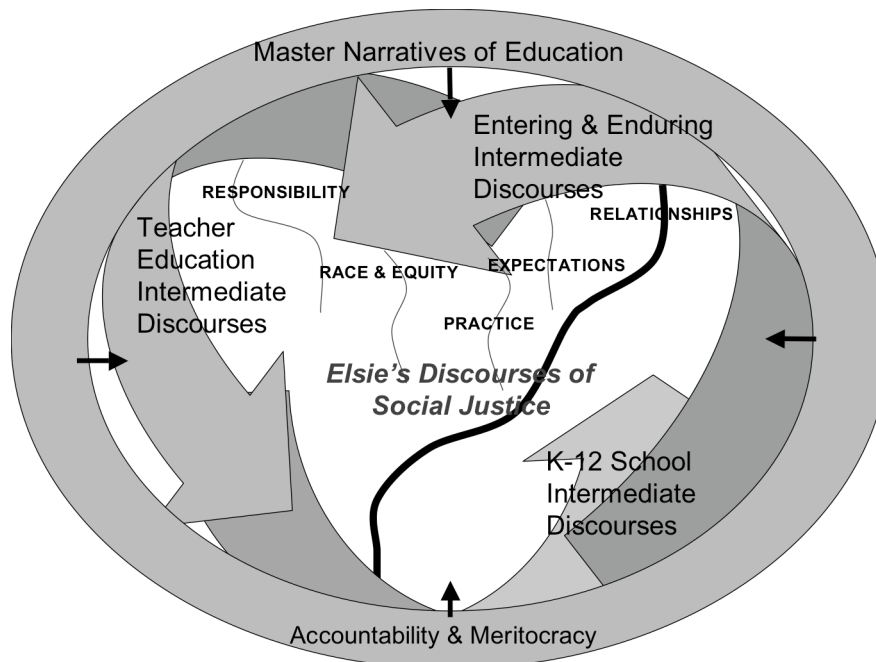 Master Narratives of Education
Entering & Enduring
Intermediate
Discourses
RESPONSIBILITY
RELATIONSHIPS
Teacher
Education
Intermediate
Discourses
RACE & EQUITY
EXPECTATIONS
PRACTICE
Elsie's Discourses of
Social Justice
K-12 School
Intermediate
Discourses
Accountability & Meritocracy